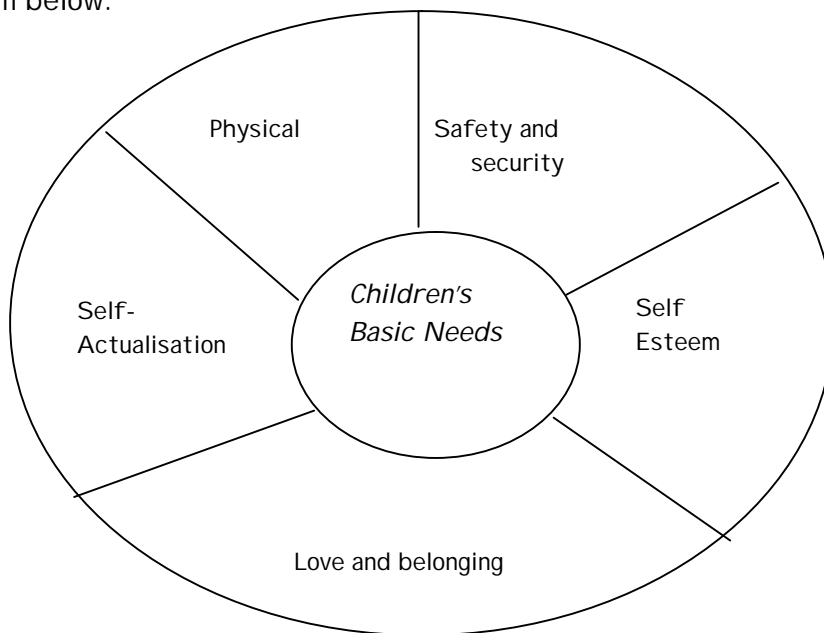 below.
Physical
Safety and
security
Children's
Basic Needs
Self-
Actualisation
Self
Esteem
Love and belonging